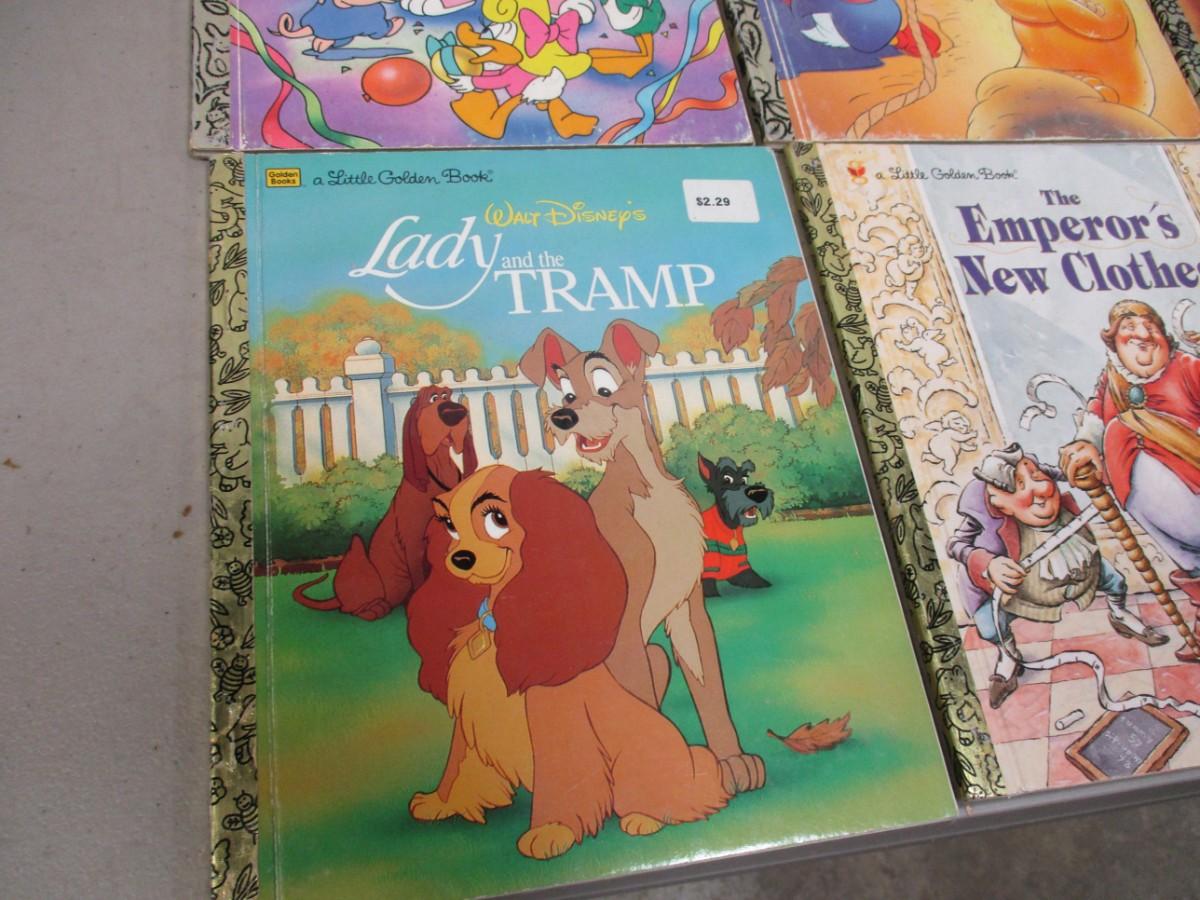 Golden
Books
a Little Golden Book®
$2.29
WALT DISNEY'S
Lady
and the
TRAMP
a Little Golden Book®
The
Emperor's
New Clothes